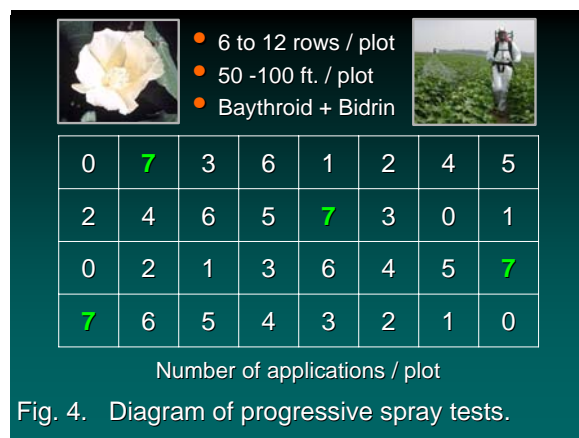 6 to 12 rows / plot
50 -100 ft. / plot
Baythroid + Bidrin
0 7 3 6 1 2 4 5
2 4 6 5 7 3 0 1
0 2 1 3 6 4 5 7
7 6 5 4 3 2 1 0
Number of applications / plot
Fig. 4. Diagram of progressive spray tests.